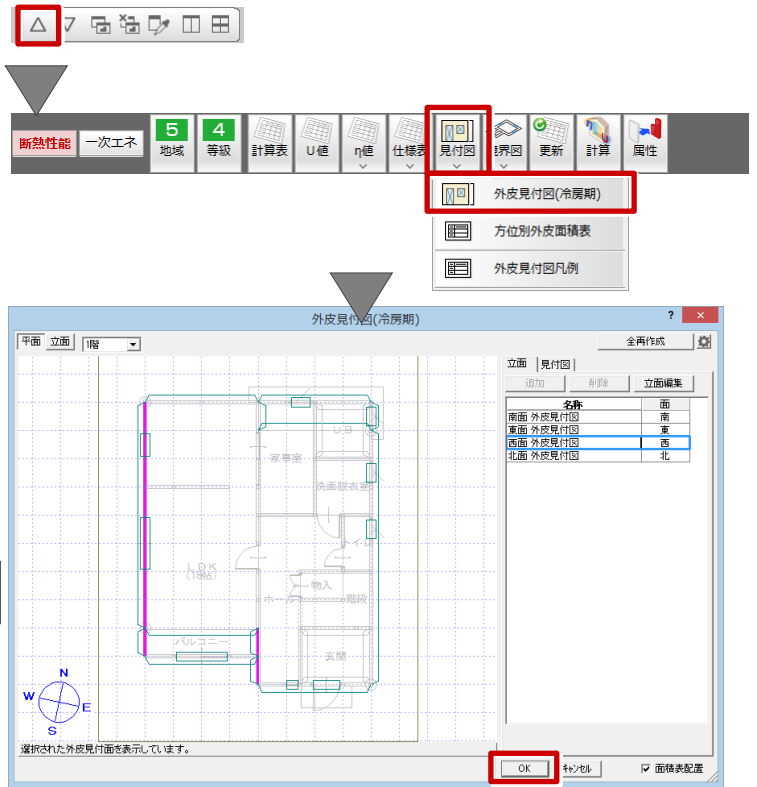 断熱性能 一次エネ 5 地域 4 等級 計算表 U値 η値 仕様表 見付図 境界図 更新 計算 属性
外皮見付図(冷房期)
方位別外皮面積表
外皮見付図凡例
外皮見付図(冷房期) ? ×
平面 立面 1階 全再作成
立面 見付図
追加 削除 立面編集
名称 面
南面 外皮見付図 南
東面 外皮見付図 東
西面 外皮見付図 西
北面 外皮見付図 北
UB
家事室
洗面脱衣室
トイレ
LDK
(18帖)
物入
ホール 階段
バルコニー
玄関
N
W
E
S
選択された外皮見付面を表示しています。
OK キャンセル 面積表配置